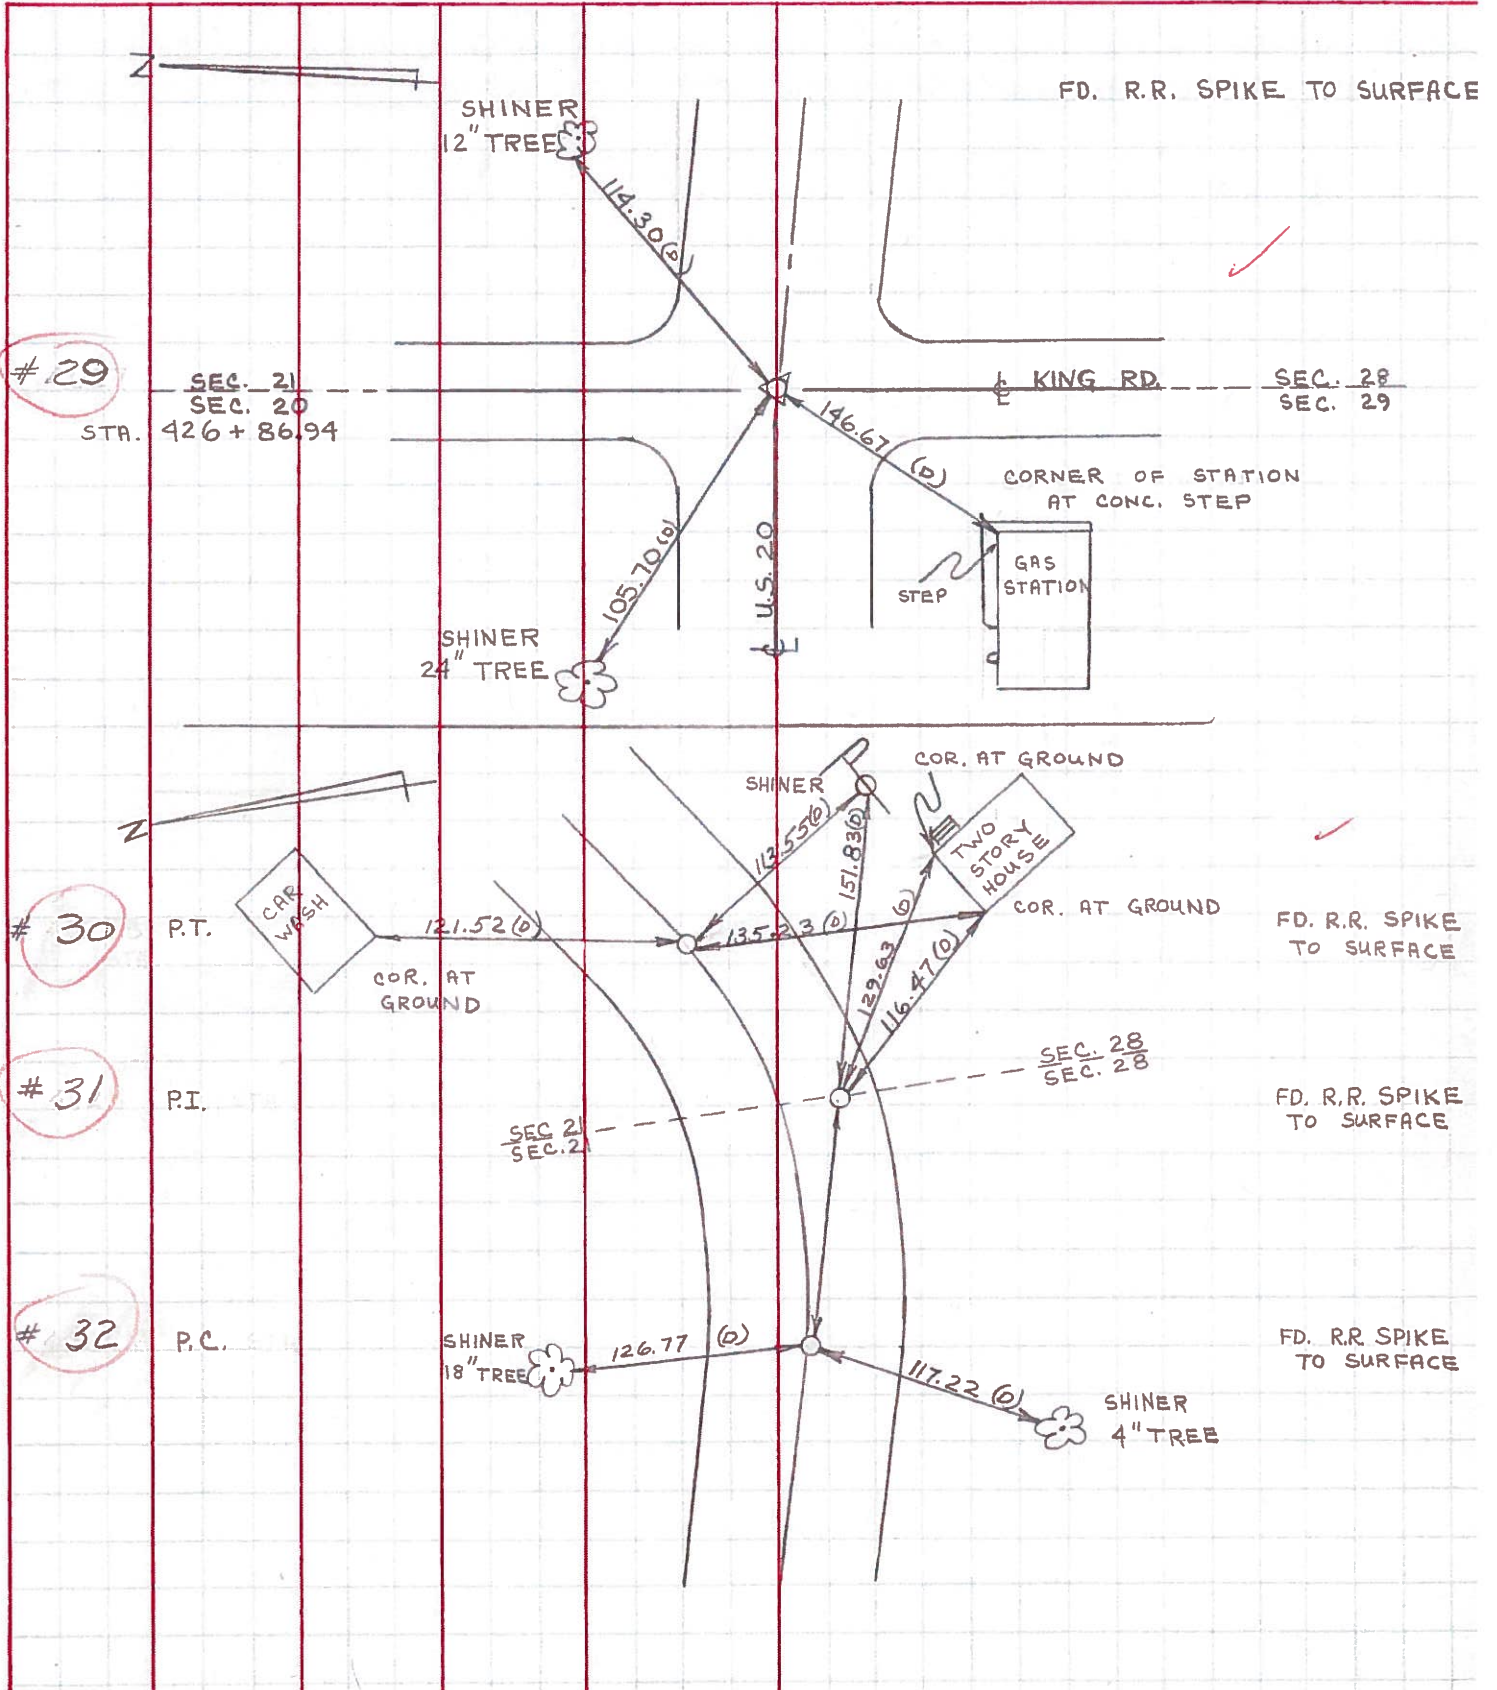 N
FD. R.R. SPIKE TO SURFACE
SHINER
12" TREE
114.30 (D)
# 29
SEC. 21
SEC. 20
STA. 426 + 86.94
℄ KING RD.
SEC. 28
SEC. 29
146.67 (D)
CORNER OF STATION
AT CONC. STEP
105.70 (D)
U.S. 20
℄
STEP
GAS
STATION
SHINER
24" TREE
N
SHINER
COR. AT GROUND
113.55 (D)
151.83 (D)
TWO
STORY
HOUSE
CAR
WASH
# 30
P.T.
121.52 (D)
135.23 (D)
COR. AT GROUND
FD. R.R. SPIKE
TO SURFACE
COR. AT
GROUND
129.63 (D)
116.47 (D)
# 31
P.I.
SEC. 28
SEC. 28
FD. R.R. SPIKE
TO SURFACE
SEC 21
SEC. 21
# 32
P.C.
SHINER
18" TREE
126.77 (D)
117.22 (D)
SHINER
4" TREE
FD. R.R. SPIKE
TO SURFACE